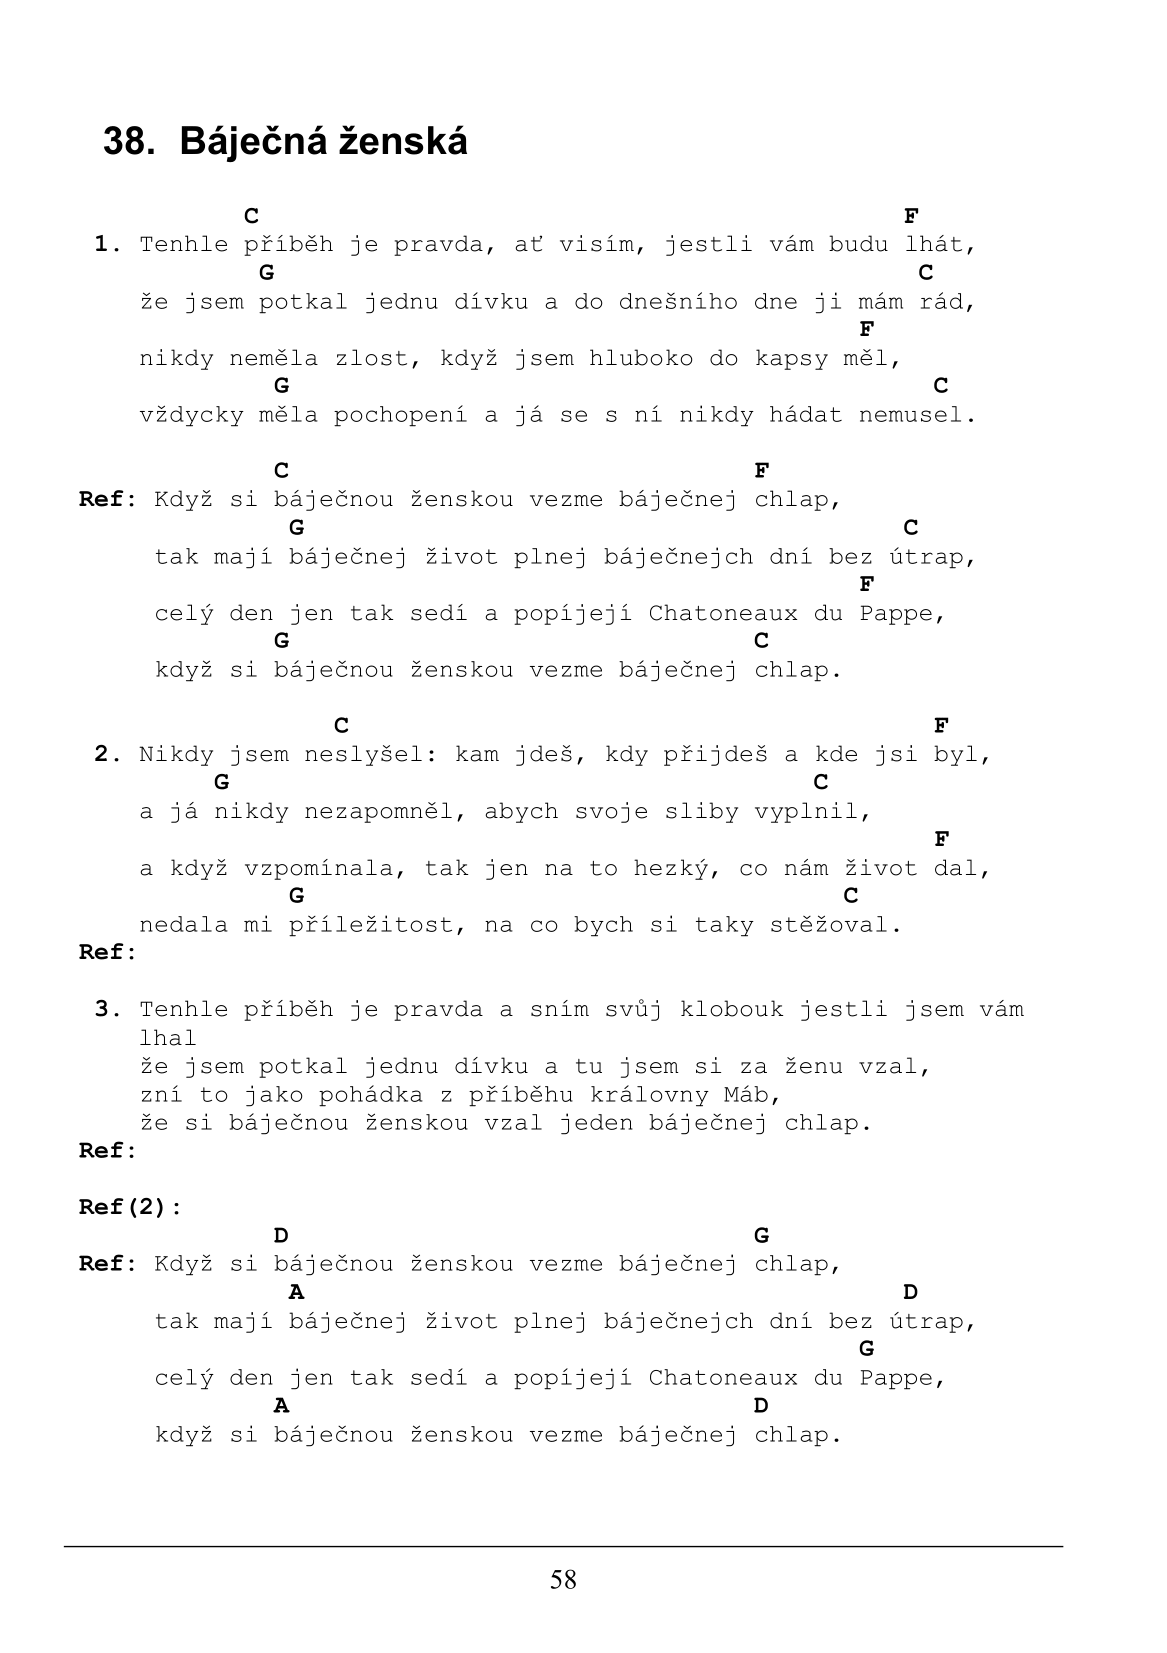 38. Báječná ženská
C F
1. Tenhle příběh je pravda, ať visím, jestli vám budu lhát,
G C
že jsem potkal jednu dívku a do dnešního dne ji mám rád,
F
nikdy neměla zlost, když jsem hluboko do kapsy měl,
G C
vždycky měla pochopení a já se s ní nikdy hádat nemusel.
C F
Ref: Když si báječnou ženskou vezme báječnej chlap,
G C
tak mají báječnej život plnej báječnejch dní bez útrap,
F
celý den jen tak sedí a popíjejí Chatoneaux du Pappe,
G C
když si báječnou ženskou vezme báječnej chlap.
C F
2. Nikdy jsem neslyšel: kam jdeš, kdy přijdeš a kde jsi byl,
G C
a já nikdy nezapomněl, abych svoje sliby vyplnil,
F
a když vzpomínala, tak jen na to hezký, co nám život dal,
G C
nedala mi příležitost, na co bych si taky stěžoval.
Ref:
3. Tenhle příběh je pravda a sním svůj klobouk jestli jsem vám
lhal
že jsem potkal jednu dívku a tu jsem si za ženu vzal,
zní to jako pohádka z příběhu královny Máb,
že si báječnou ženskou vzal jeden báječnej chlap.
Ref:
Ref(2):
D G
Ref: Když si báječnou ženskou vezme báječnej chlap,
A D
tak mají báječnej život plnej báječnejch dní bez útrap,
G
celý den jen tak sedí a popíjejí Chatoneaux du Pappe,
A D
když si báječnou ženskou vezme báječnej chlap.
58